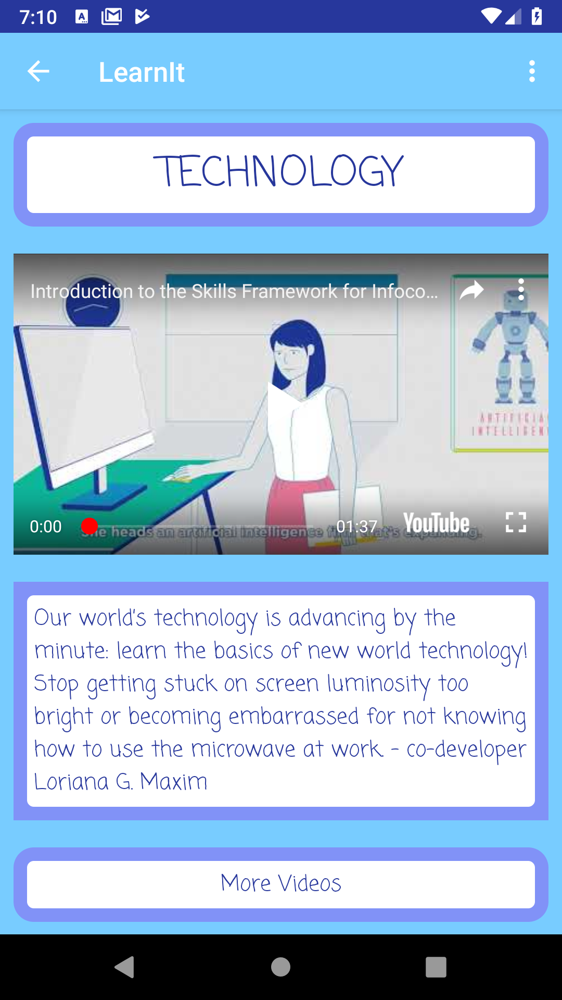 7:10
LearnIt
TECHNOLOGY
Introduction to the Skills Framework for Infoco...
ARTIFICIA
INTELLIGEN
She heads an artificial intelligence firm that's expanding.
0:00
01:37
YouTube
Our world's technology is advancing by the
minute: learn the basics of new world technology!
Stop getting stuck on screen luminosity too
bright or becoming embarrassed for not knowing
how to use the microwave at work. - co-developer
Loriana G. Maxim
More Videos